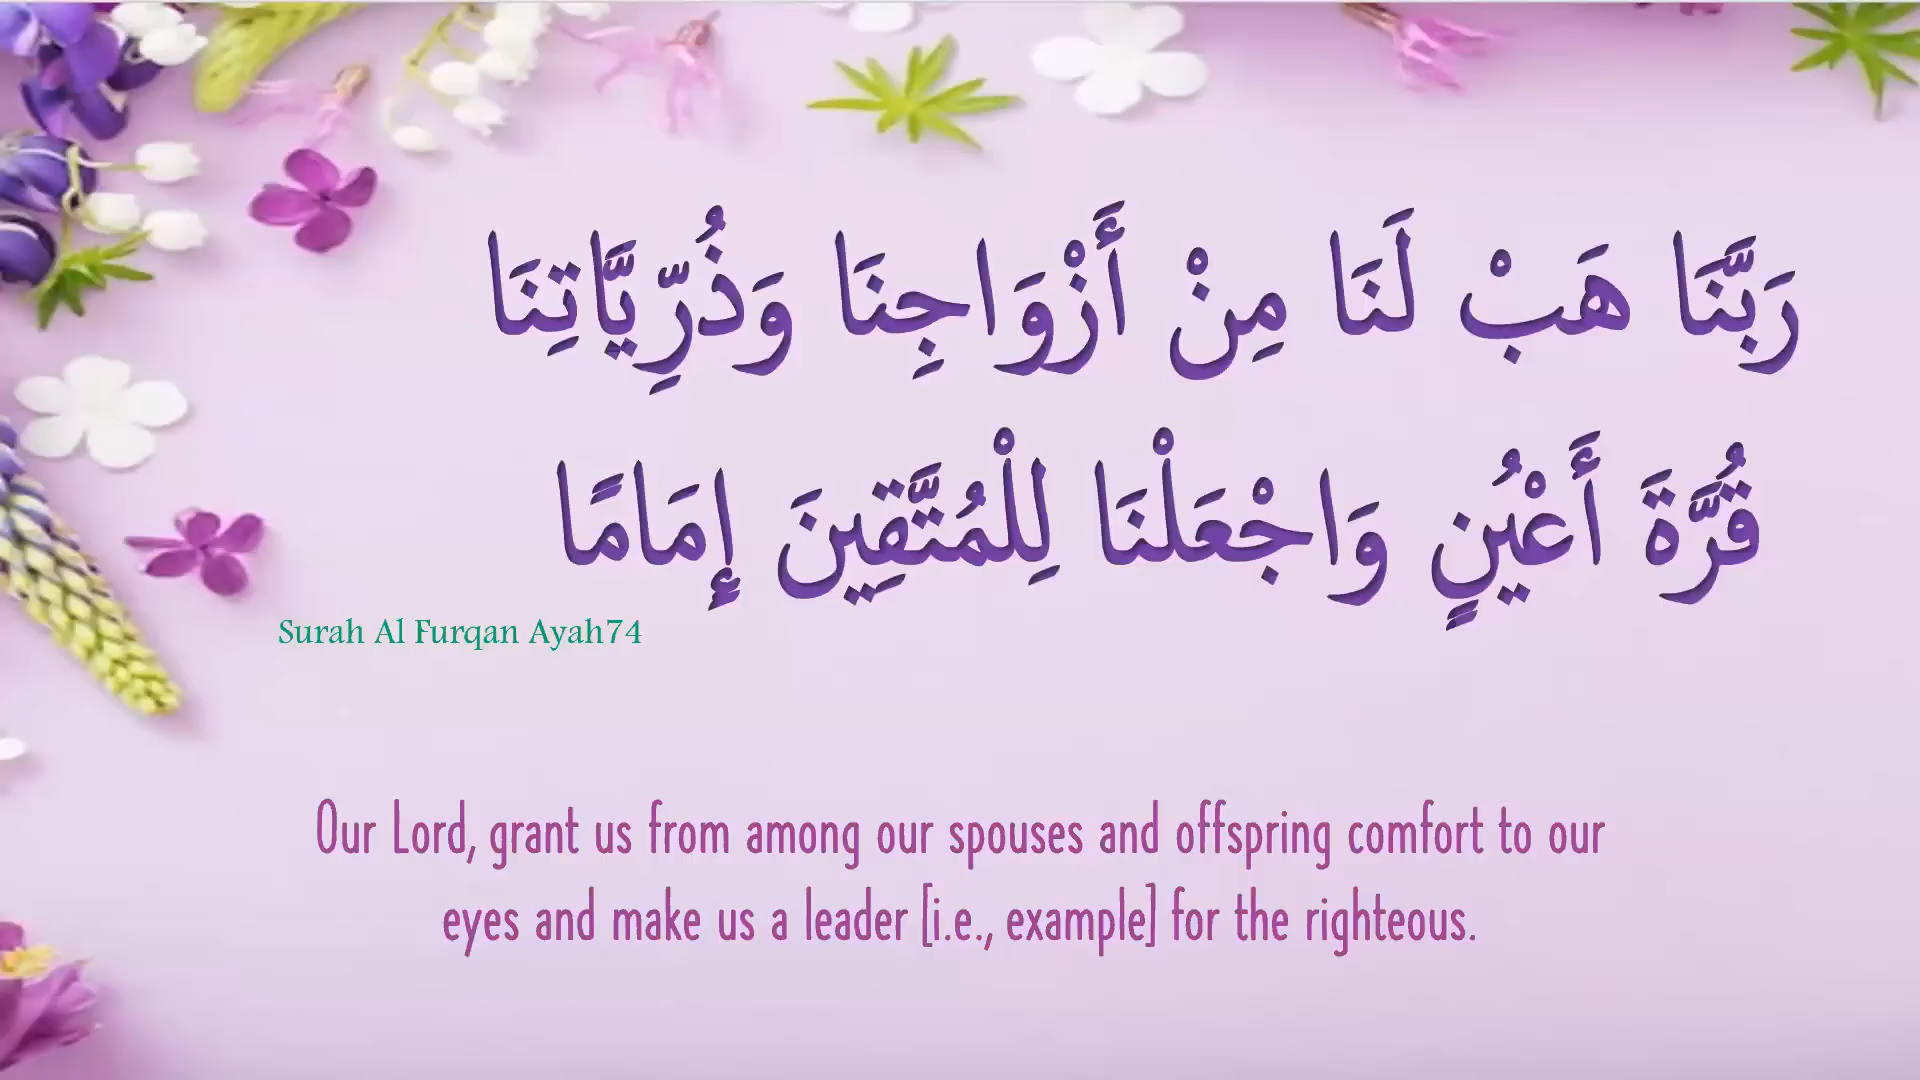 رَبَّنَا هَبْ لَنَا مِنْ أَزْوَاجِنَا وَذُرِّيَّاتِنَا
قُرَّةَ أَعْيُنٍ وَاجْعَلْنَا لِلْمُتَّقِينَ إِمَامًا
Surah Al Furqan Ayah74
Our Lord, grant us from among our spouses and offspring comfort to our
eyes and make us a leader [i.e., example] for the righteous.